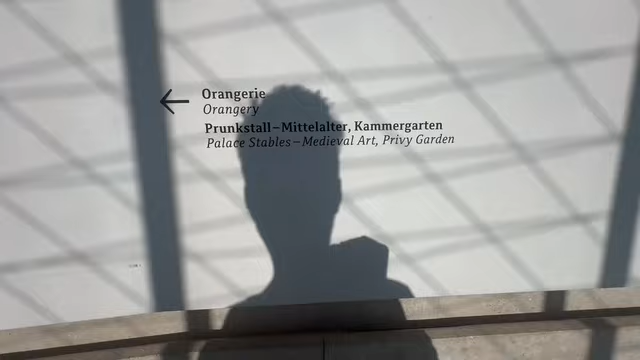 Orangerie
Orangery
Prunkstall–Mittelalter, Kammergarten
Palace Stables–Medieval Art, Privy Garden